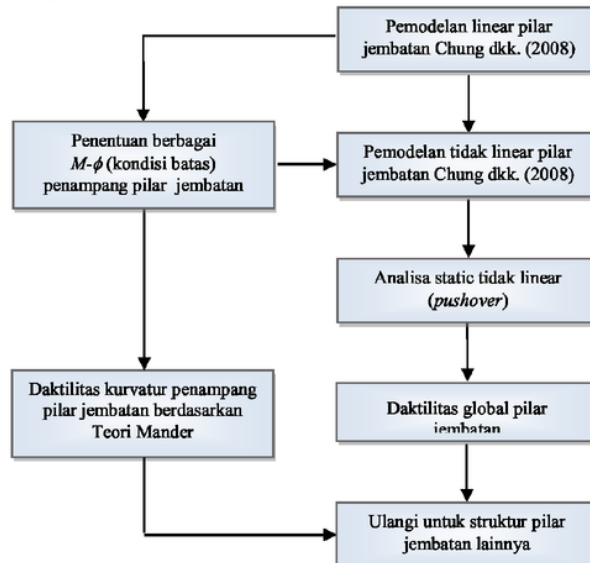 Pemodelan linear pilar
jembatan Chung dkk. (2008)
Penentuan berbagai
M-ϕ (kondisi batas)
penampang pilar jembatan
Pemodelan tidak linear pilar
jembatan Chung dkk. (2008)
Analisa static tidak linear
(pushover)
Daktilitas kurvatur penampang
pilar jembatan berdasarkan
Teori Mander
Daktilitas global pilar
jembatan
Ulangi untuk struktur pilar
jembatan lainnya